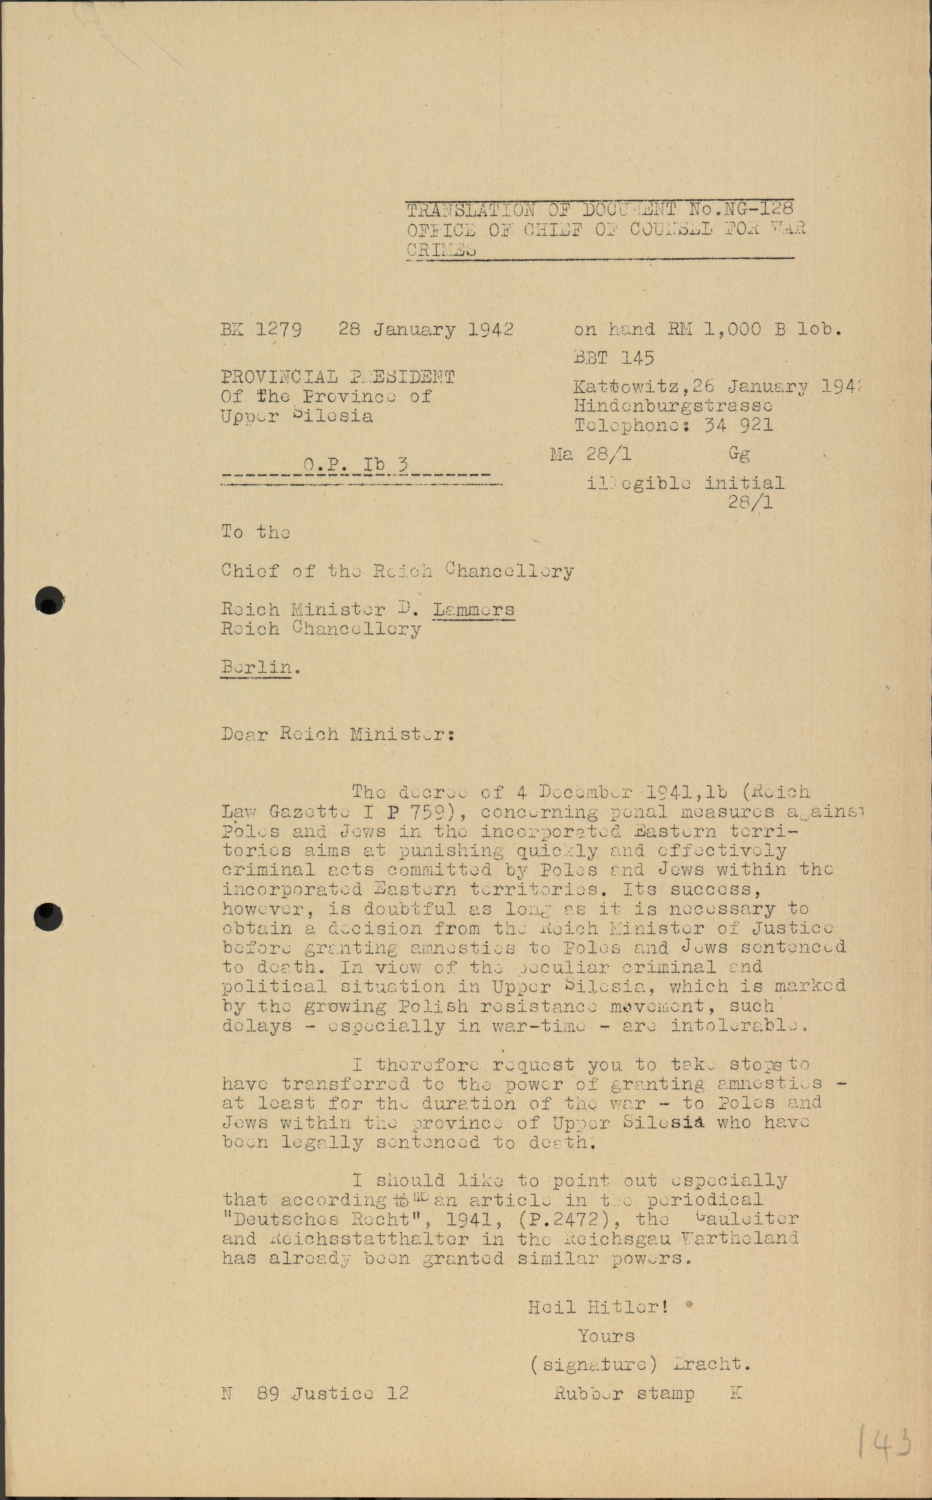 TRANSLATION OF DOCUMENT No.NG-128
OFFICE OF CHIEF OF COUNSEL FOR WAR
CRIMES
BK 1279 28 January 1942
on hand RM 1,000 B lob.
BBT 145
PROVINCIAL PRESIDENT
Of the Province of
Upper Silesia
Kattowitz,26 January 194
Hindenburgstrasse
Telephone: 34 921
O.P. Ib 3
Ma 28/1 Gg
illegible initial
28/1
To the
Chief of the Reich Chancellery
Reich Minister D. Lammers
Reich Chancellery
Berlin.
Dear Reich Minister:
The decree of 4 December 1941,1b (Reich
Law Gazette I P 759), concerning penal measures against
Poles and Jews in the incorporated Eastern terri-
tories aims at punishing quickly and effectively
criminal acts committed by Poles and Jews within the
incorporated Eastern territories. Its success,
however, is doubtful as long as it is necessary to
obtain a decision from the Reich Minister of Justice
before granting amnesties to Poles and Jews sentenced
to death. In view of the peculiar criminal and
political situation in Upper Silesia, which is marked
by the growing Polish resistance movement, such
delays - especially in war-time - are intolerable.
I therefore request you to take steps to
have transferred to the power of granting amnesties -
at least for the duration of the war - to Poles and
Jews within the province of Upper Silesia who have
been legally sentenced to death.
I should like to point out especially
that according to me an article in the periodical
"Deutsches Recht", 1941, (P.2472), the Gauleiter
and Reichsstatthalter in the Reichsgau Wartheland
has already been granted similar powers.
Heil Hitler!
Yours
(signature) Bracht.
N 89 Justice 12
Rubber stamp K
143